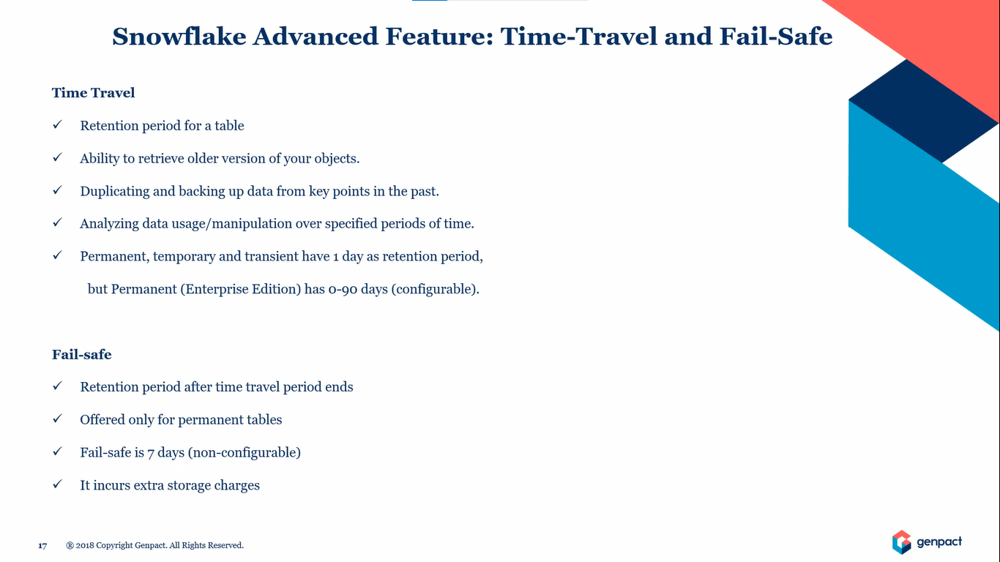 Snowflake Advanced Feature: Time-Travel and Fail-Safe
Time Travel
✓ Retention period for a table
✓ Ability to retrieve older version of your objects.
✓ Duplicating and backing up data from key points in the past.
✓ Analyzing data usage/manipulation over specified periods of time.
✓ Permanent, temporary and transient have 1 day as retention period,
but Permanent (Enterprise Edition) has 0-90 days (configurable).
Fail-safe
✓ Retention period after time travel period ends
✓ Offered only for permanent tables
✓ Fail-safe is 7 days (non-configurable)
✓ It incurs extra storage charges
17 ® 2018 Copyright Genpact. All Rights Reserved.
genpact